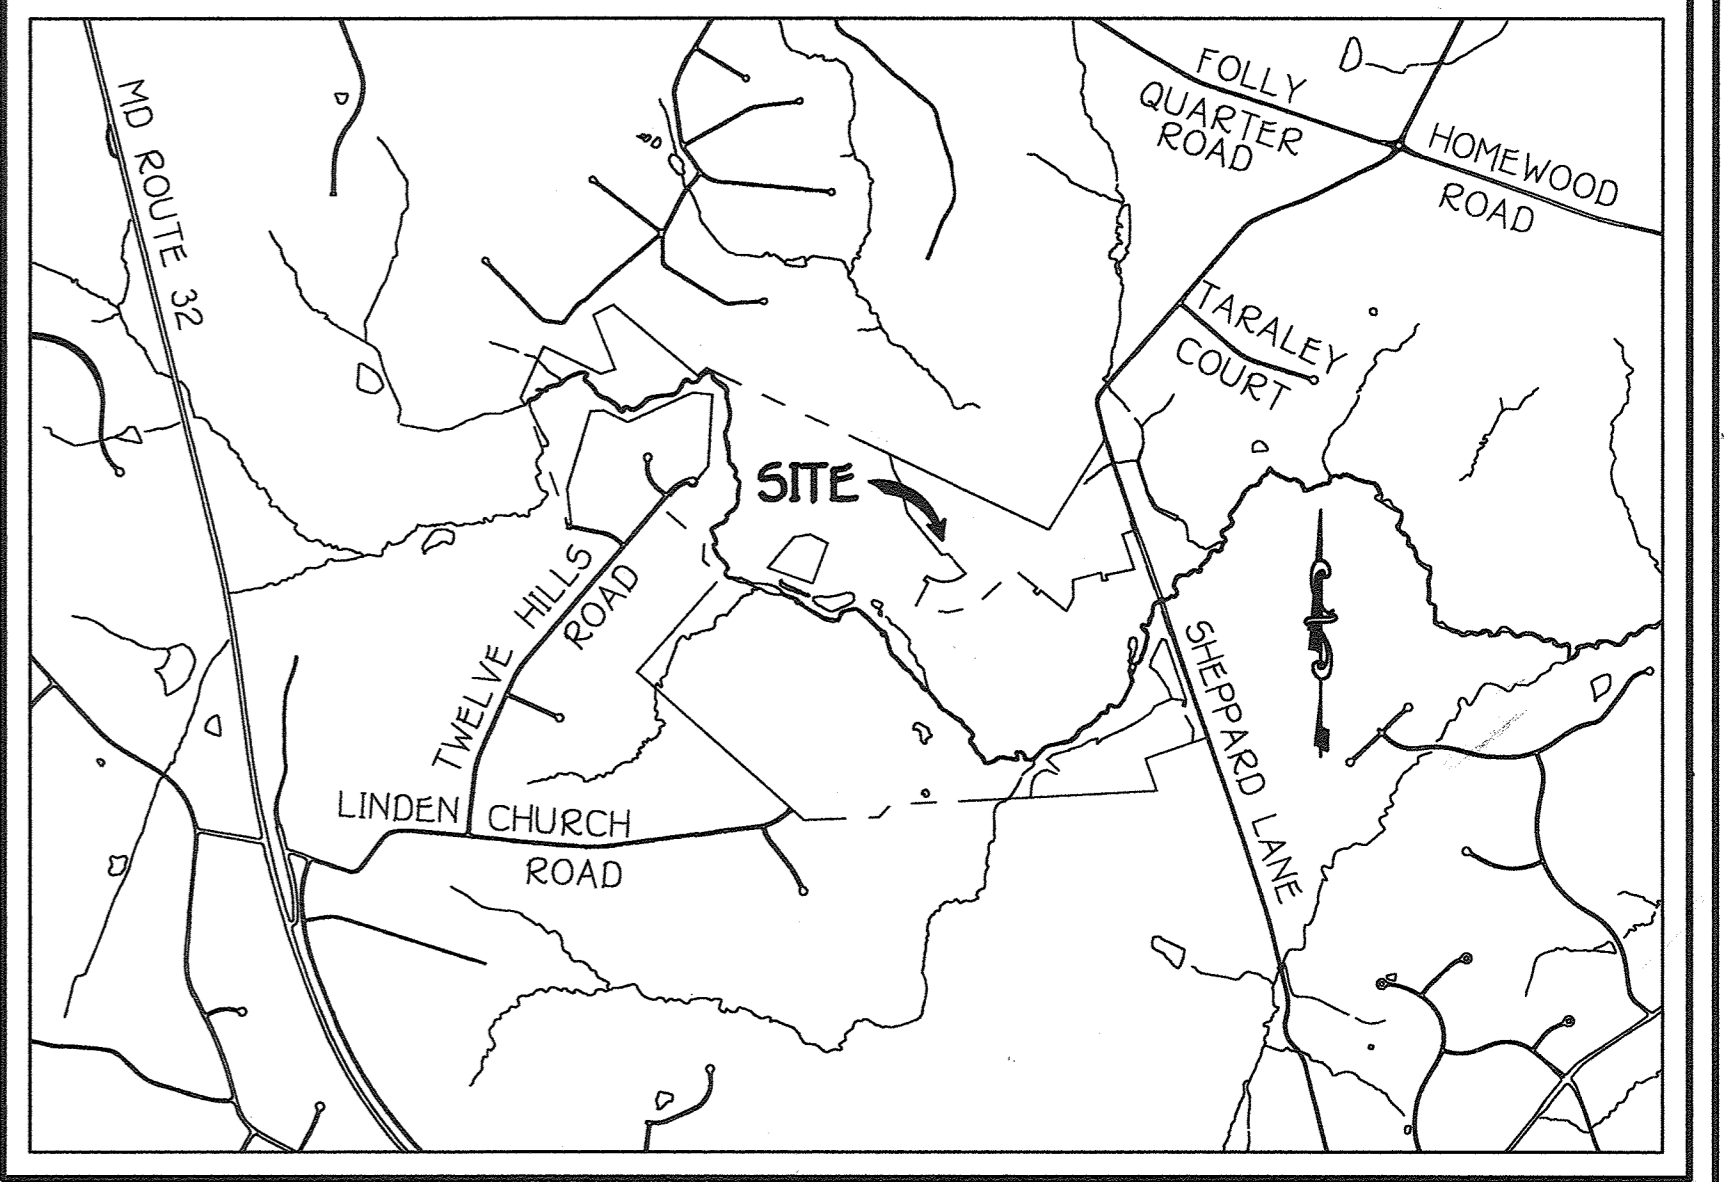 FOLLY
QUARTER
ROAD
HOMEWOOD
ROAD
MD ROUTE 32
TARALEY
COURT
SITE
TWELVE HILLS
ROAD
SHEPPARD LANE
LINDEN CHURCH
ROAD